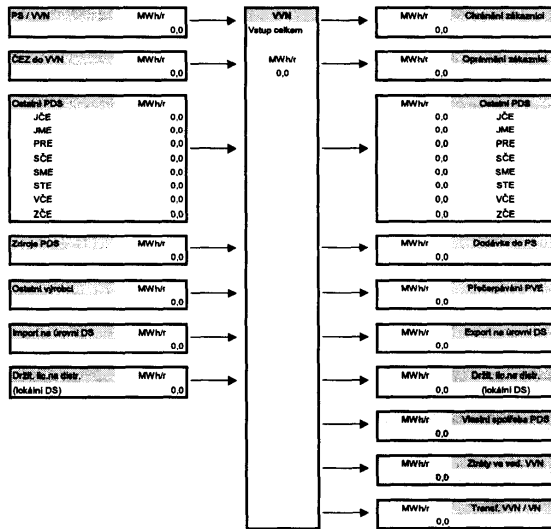 PS / VVN MWh/r
0,0
ČEZ do VVN MWh/r
0,0
Ostatní PDS MWh/r
JČE 0,0
JME 0,0
PRE 0,0
SČE 0,0
SME 0,0
STE 0,0
VČE 0,0
ZČE 0,0
Zdroje PDS MWh/r
0,0
Ostatní výrobci MWh/r
0,0
Import na úrovni DS MWh/r
0,0
Držit. lic.na distr. MWh/r
(lokální DS) 0,0
VVN
Vstup celkem
MWh/r
0,0
MWh/r Chránění zákazníci
0,0
MWh/r Oprávnění zákazníci
0,0
MWh/r Ostatní PDS
0,0 JČE
0,0 JME
0,0 PRE
0,0 SČE
0,0 SME
0,0 STE
0,0 VČE
0,0 ZČE
MWh/r Dodávka do PS
0,0
MWh/r Přečerpávání PVE
0,0
MWh/r Export na úrovni DS
0,0
MWh/r Držit. lic.na distr.
0,0 (lokální DS)
MWh/r Vlastní spotřeba PDS
0,0
MWh/r Ztráty ve ved. VVN
0,0
MWh/r Transf. VVN / VN
0,0